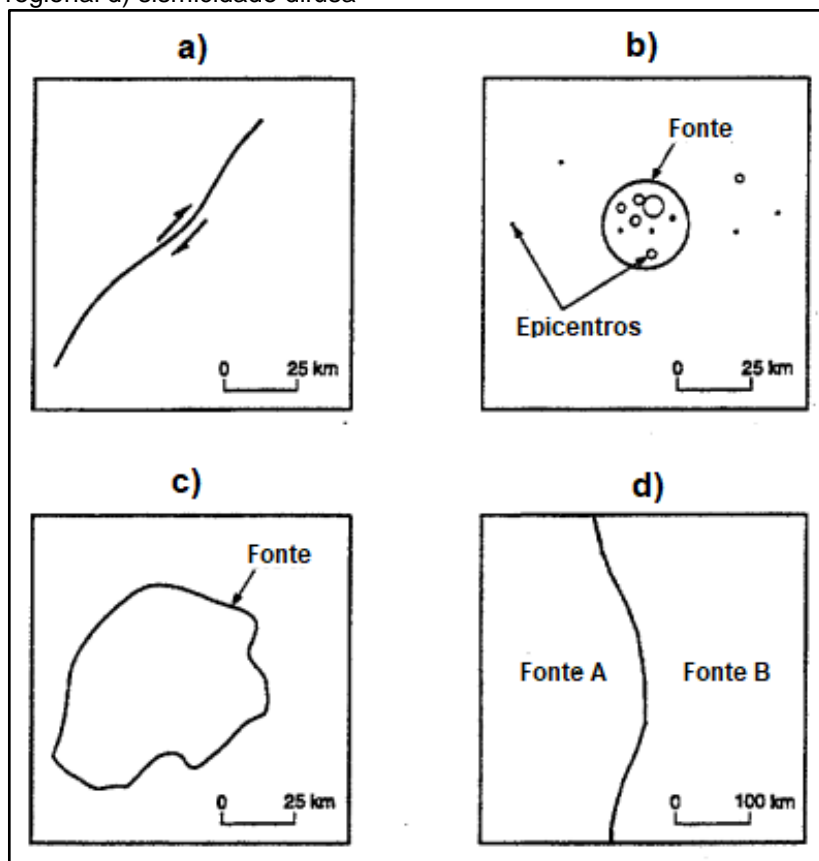 regional d) sismicidade difusa
a)
b)
Fonte
Epicentros
0 25 km
0 25 km
c)
d)
Fonte
Fonte A Fonte B
0 25 km
0 100 km